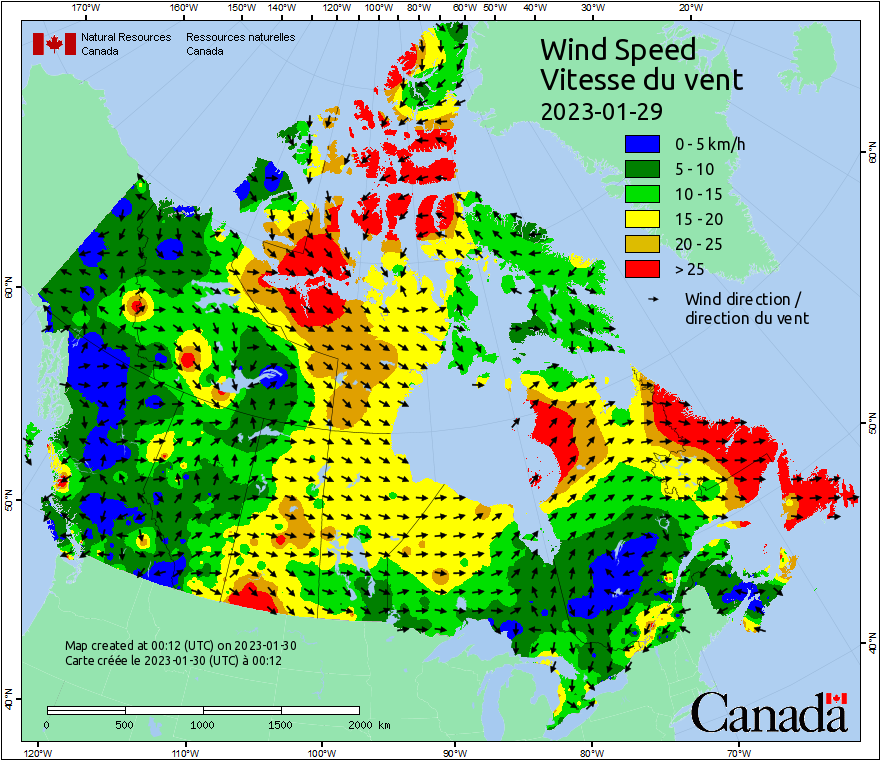 170°W 160°W 150°W 140°W 120°W 110°W 100°W 80°W 60°W 50°W 40°W 30°W 20°W
Natural Resources Canada
Ressources naturelles Canada
Wind Speed
Vitesse du vent
2023-01-29
0 - 5 km/h
5 - 10
10 - 15
15 - 20
20 - 25
> 25
Wind direction /
direction du vent
60°N
50°N
40°N
60°N
50°N
40°N
Map created at 00:12 (UTC) on 2023-01-30
Carte créée le 2023-01-30 (UTC) à 00:12
0 500 1000 1500 2000 km
Canada
120°W 110°W 100°W 90°W 80°W 70°W